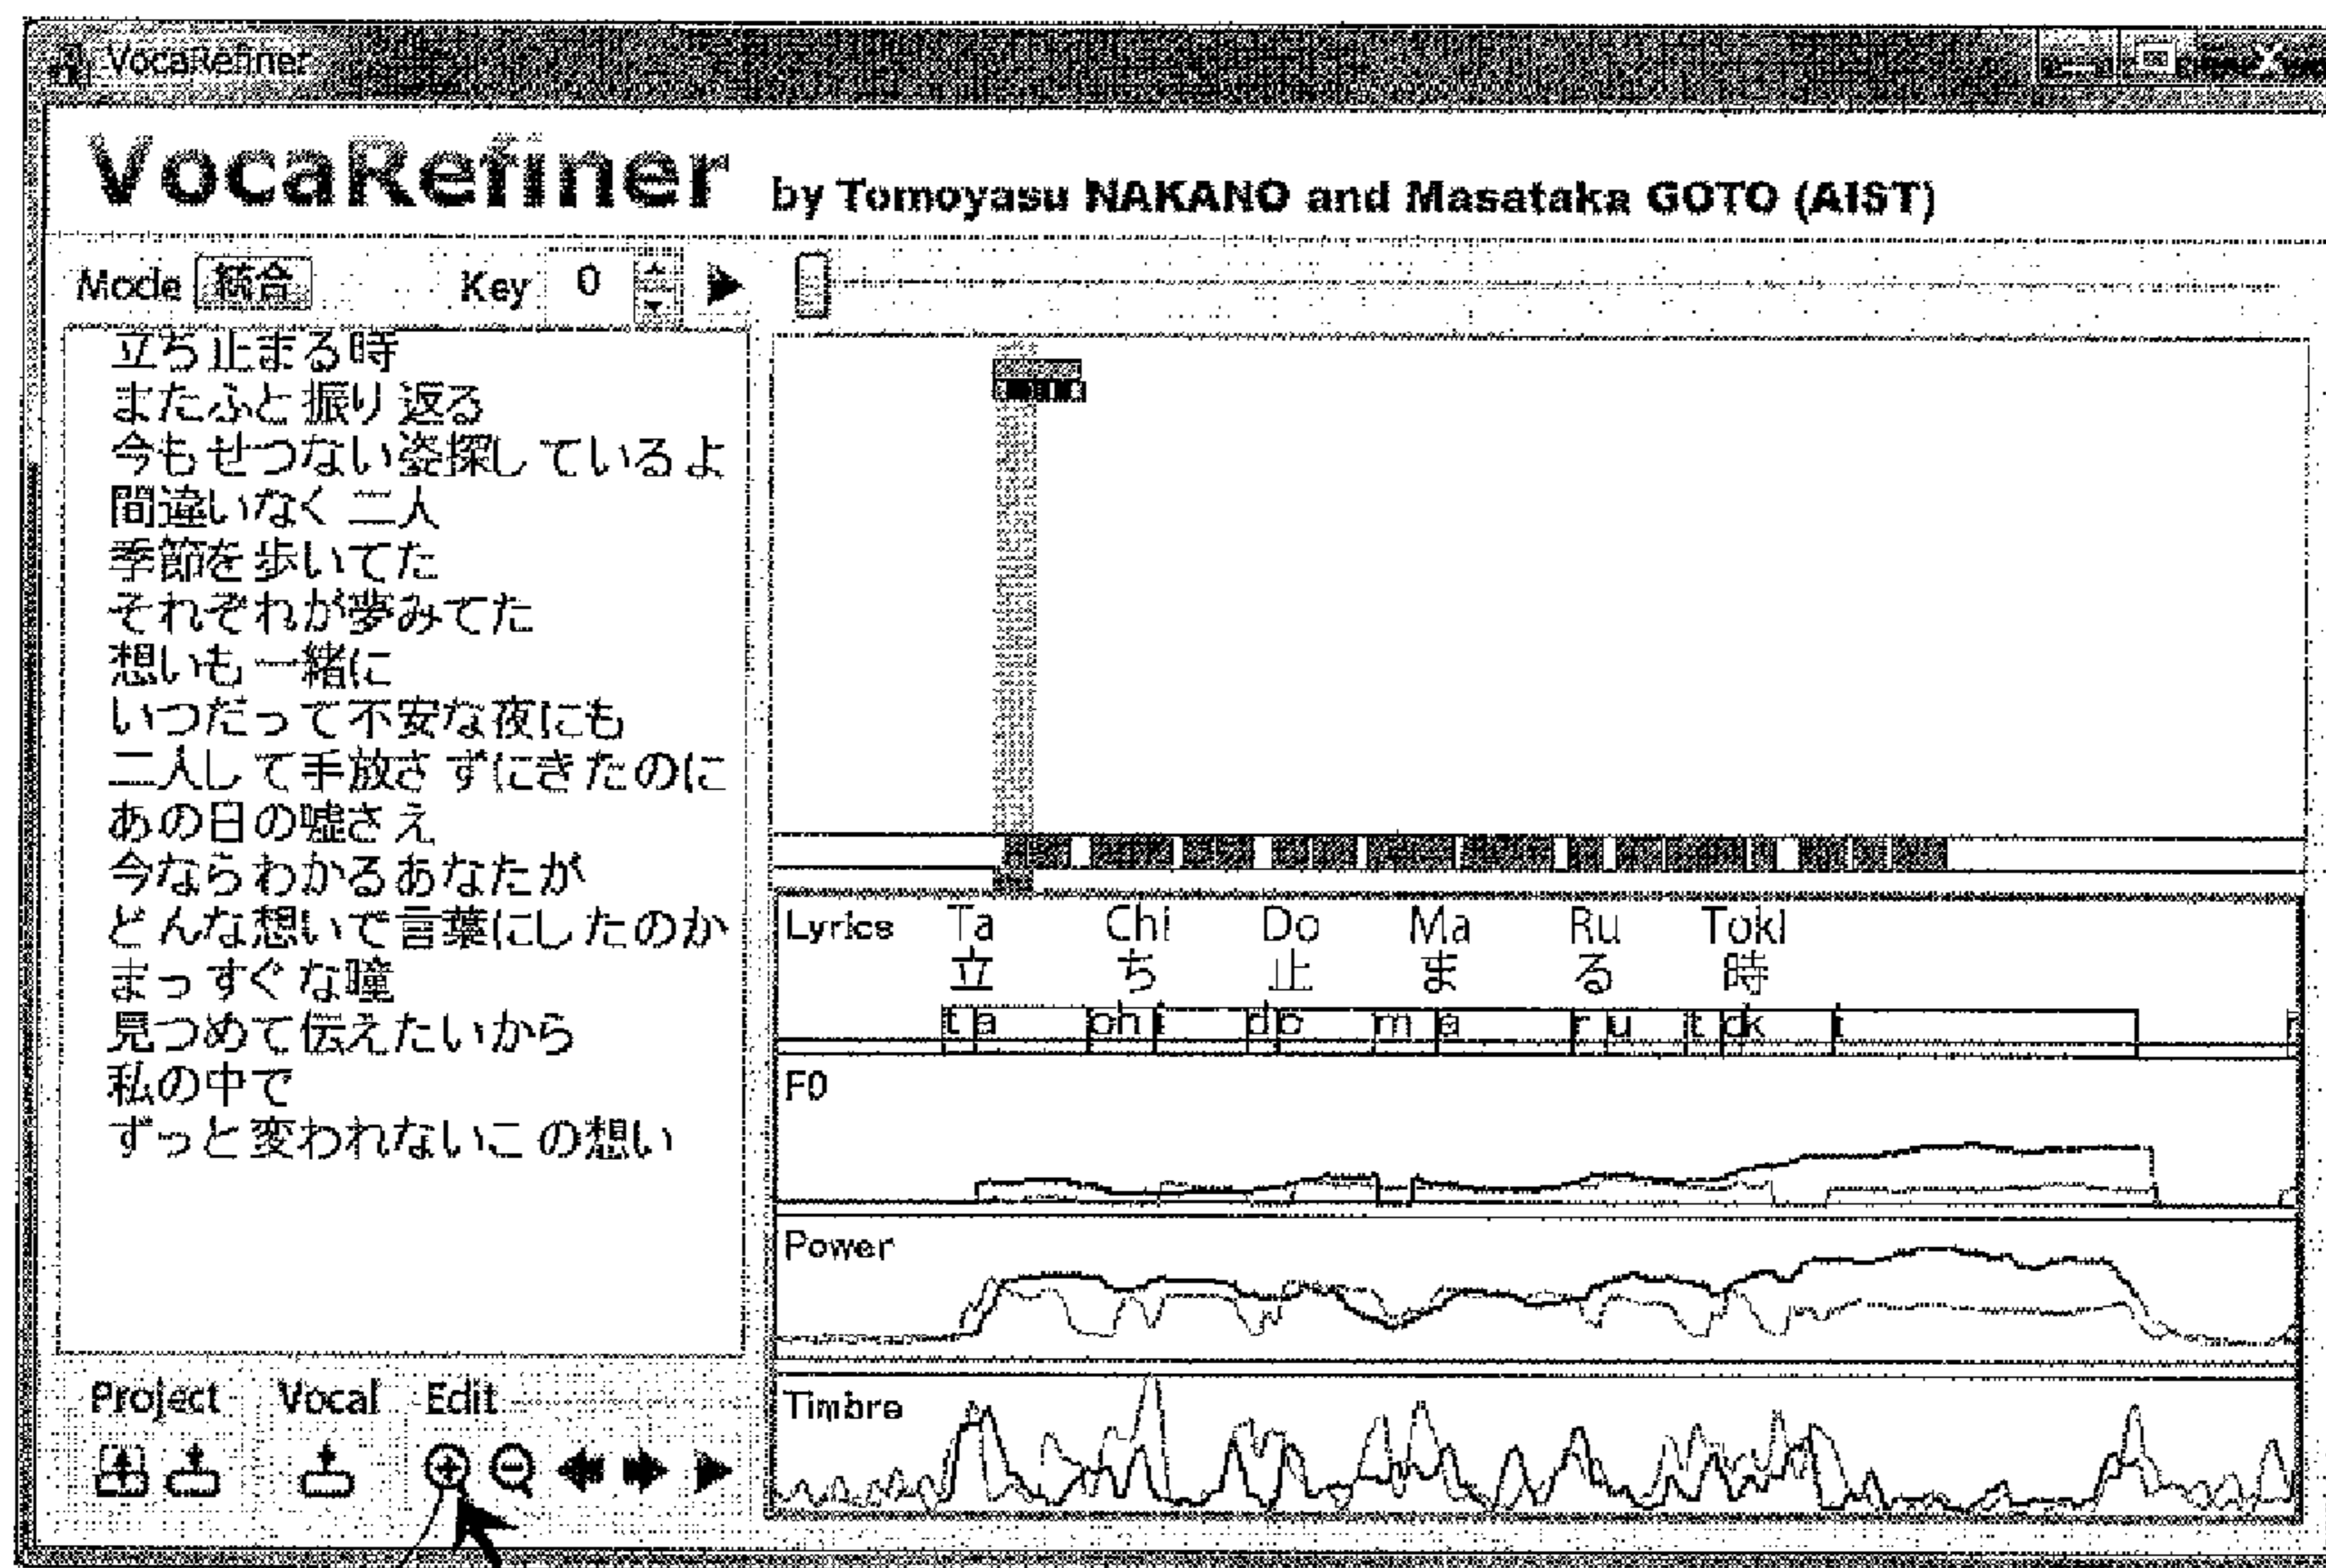 VocaRefiner
VocaRefiner by Tomoyasu NAKANO and Masataka GOTO (AIST)
Mode 統合 Key 0
立ち止まる時
またふと振り返る
今もせつない姿探しているよ
間違いなく二人
季節を歩いてた
それぞれが夢みてた
想いも一緒に
いつだって不安な夜にも
二人して手放さずにきたのに
あの日の嘘さえ
今ならわかるあなたが
どんな想いで言葉にしたのか
まっすぐな瞳
見つめて伝えたいから
私の中で
ずっと変われないこの想い
Project Vocal Edit
Lyrics Ta Chi Do Ma Ru Toki
立 ち 止 ま る 時
t a ch i d o m a r u t o k i
F0
Power
Timbre